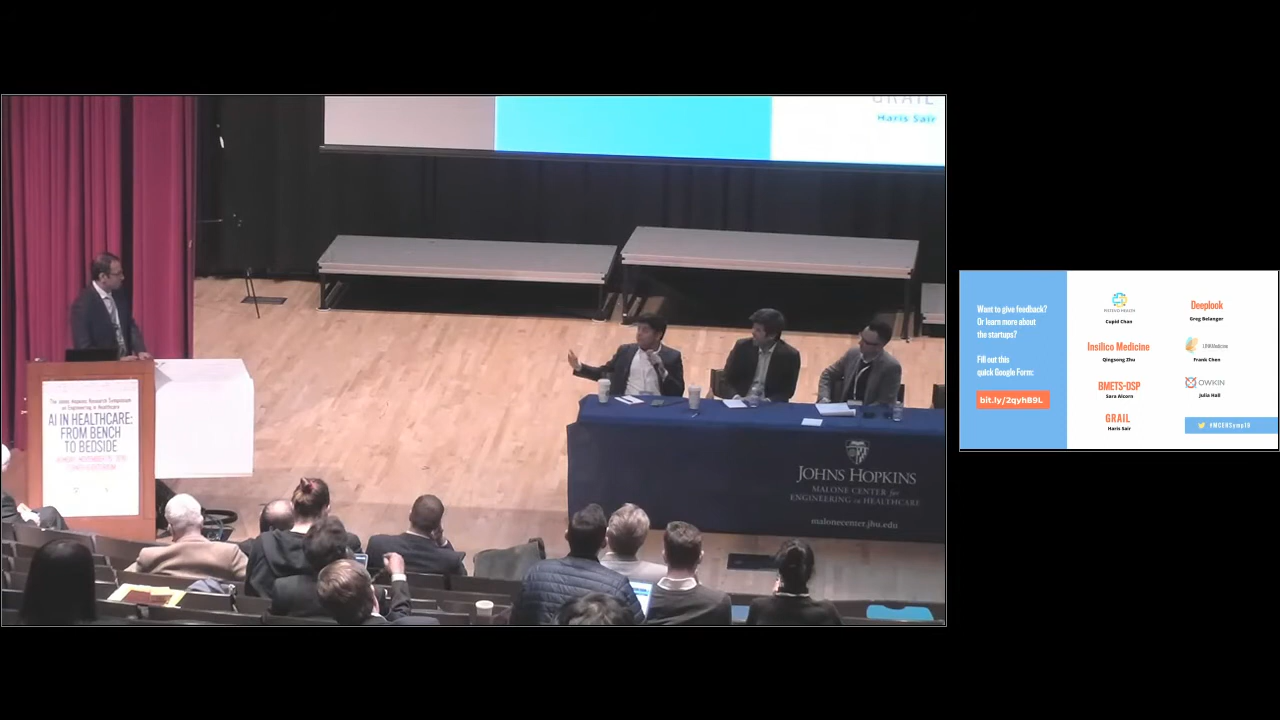 GRAIL
Haris Sair
The Johns Hopkins Research Symposium
on Engineering in Healthcare
AI IN HEALTHCARE:
FROM BENCH
TO BEDSIDE
JOHNS HOPKINS
MALONE CENTER for
ENGINEERING in HEALTHCARE
malonecenter.jhu.edu
Want to give feedback?
Or learn more about
the startups?
Fill out this
quick Google Form:
bit.ly/2qyhB9L
Cupid Chan
Deeplook
Greg Belanger
Insilico Medicine
Qingsong Zhu
Frank Chen
BMETS-DSP
Sara Alcorn
OWKIN
Julia Hall
GRAIL
Haris Sair
#MCEHSymp19